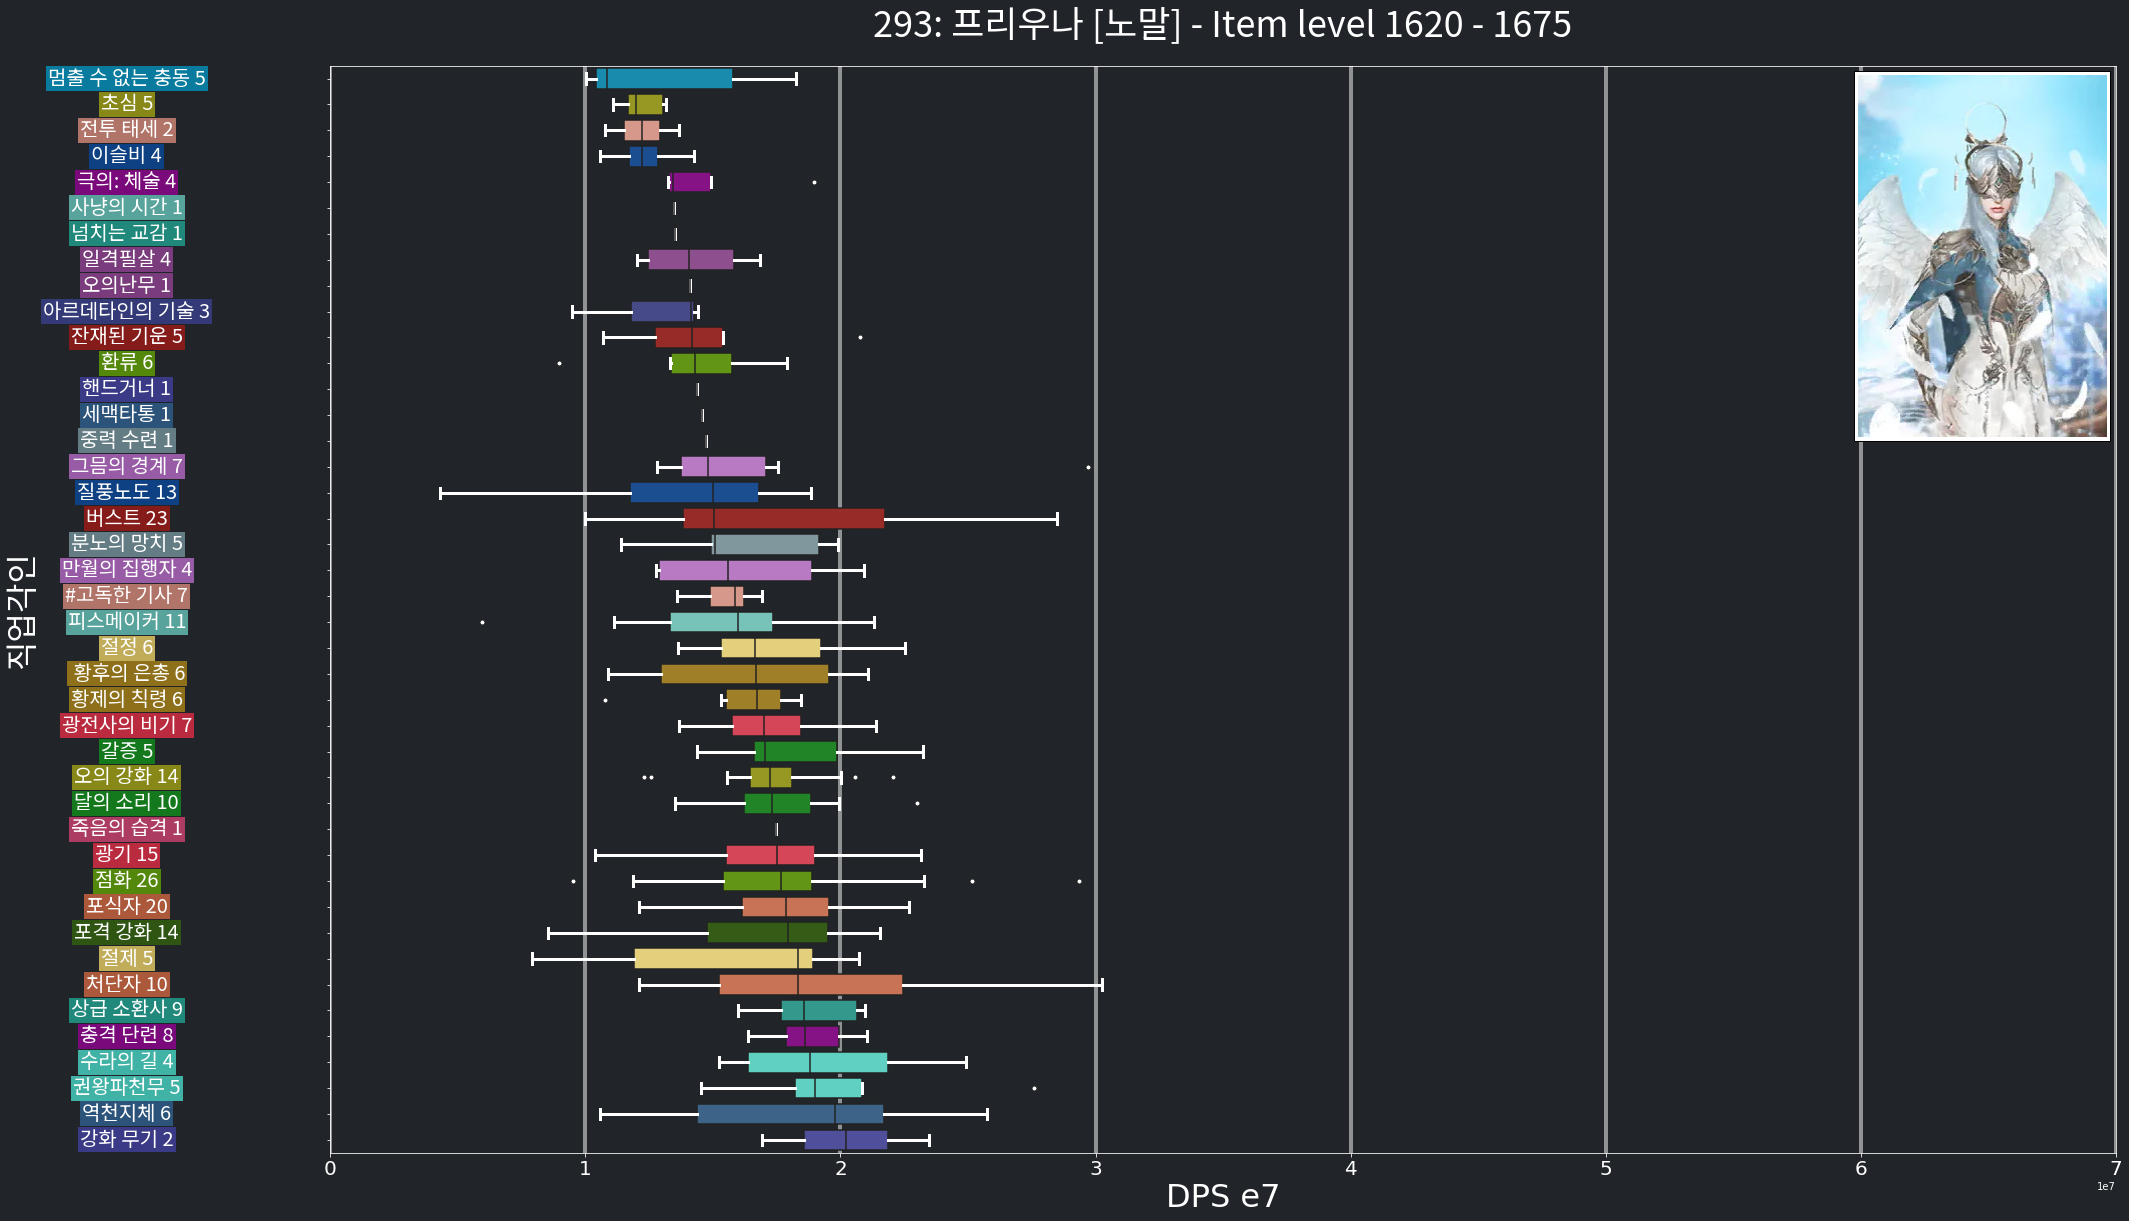 293: 프리우나 [노말] - Item level 1620 - 1675
멈출 수 없는 충동 5
초심 5
전투 태세 2
이슬비 4
극의: 체술 4
사냥의 시간 1
넘치는 교감 1
일격필살 4
오의난무 1
아르데타인의 기술 3
잔재된 기운 5
환류 6
핸드거너 1
세맥타통 1
중력 수련 1
그믐의 경계 7
질풍노도 13
버스트 23
분노의 망치 5
만월의 집행자 4
#고독한 기사 7
피스메이커 11
절정 6
황후의 은총 6
황제의 칙령 6
광전사의 비기 7
갈증 5
오의 강화 14
달의 소리 10
죽음의 습격 1
광기 15
점화 26
포식자 20
포격 강화 14
절제 5
처단자 10
상급 소환사 9
충격 단련 8
수라의 길 4
권왕파천무 5
역천지체 6
강화 무기 2
직업각인
0 1 2 3 4 5 6 7
1e7
DPS e7